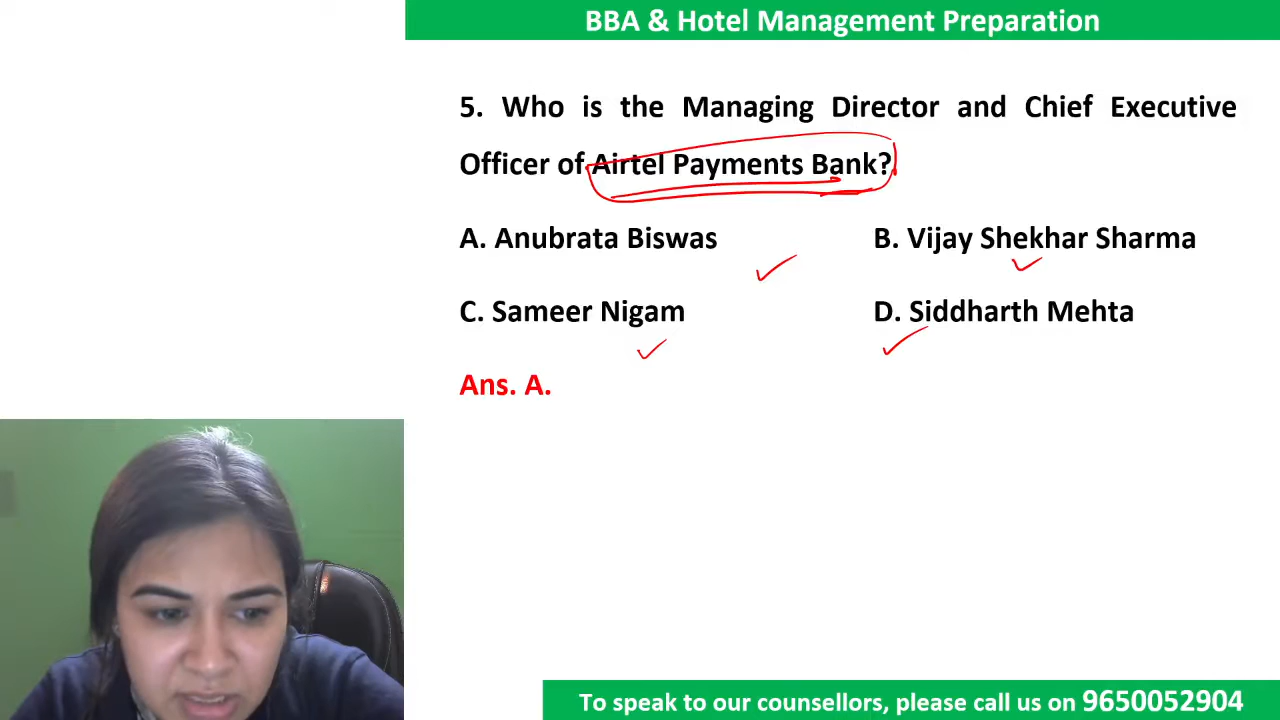 BBA & Hotel Management Preparation
5. Who is the Managing Director and Chief Executive
Officer of Airtel Payments Bank?
A. Anubrata Biswas B. Vijay Shekhar Sharma
C. Sameer Nigam D. Siddharth Mehta
Ans. A.
To speak to our counsellors, please call us on 9650052904